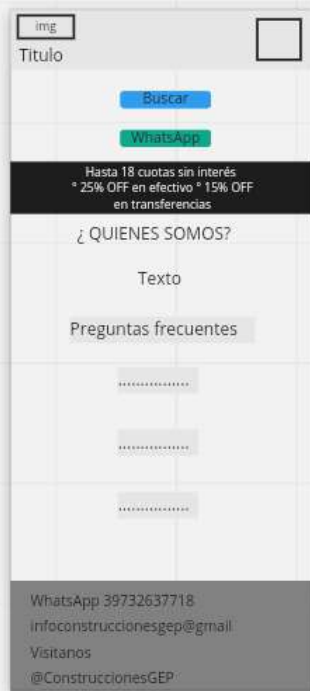 img
Titulo
Buscar
WhatsApp
Hasta 18 cuotas sin interés
° 25% OFF en efectivo ° 15% OFF
en transferencias
¿ QUIENES SOMOS?
Texto
Preguntas frecuentes
................
................
................
WhatsApp 39732637718
infoconstruccionesgep@gmail
Visitanos
@ConstruccionesGEP